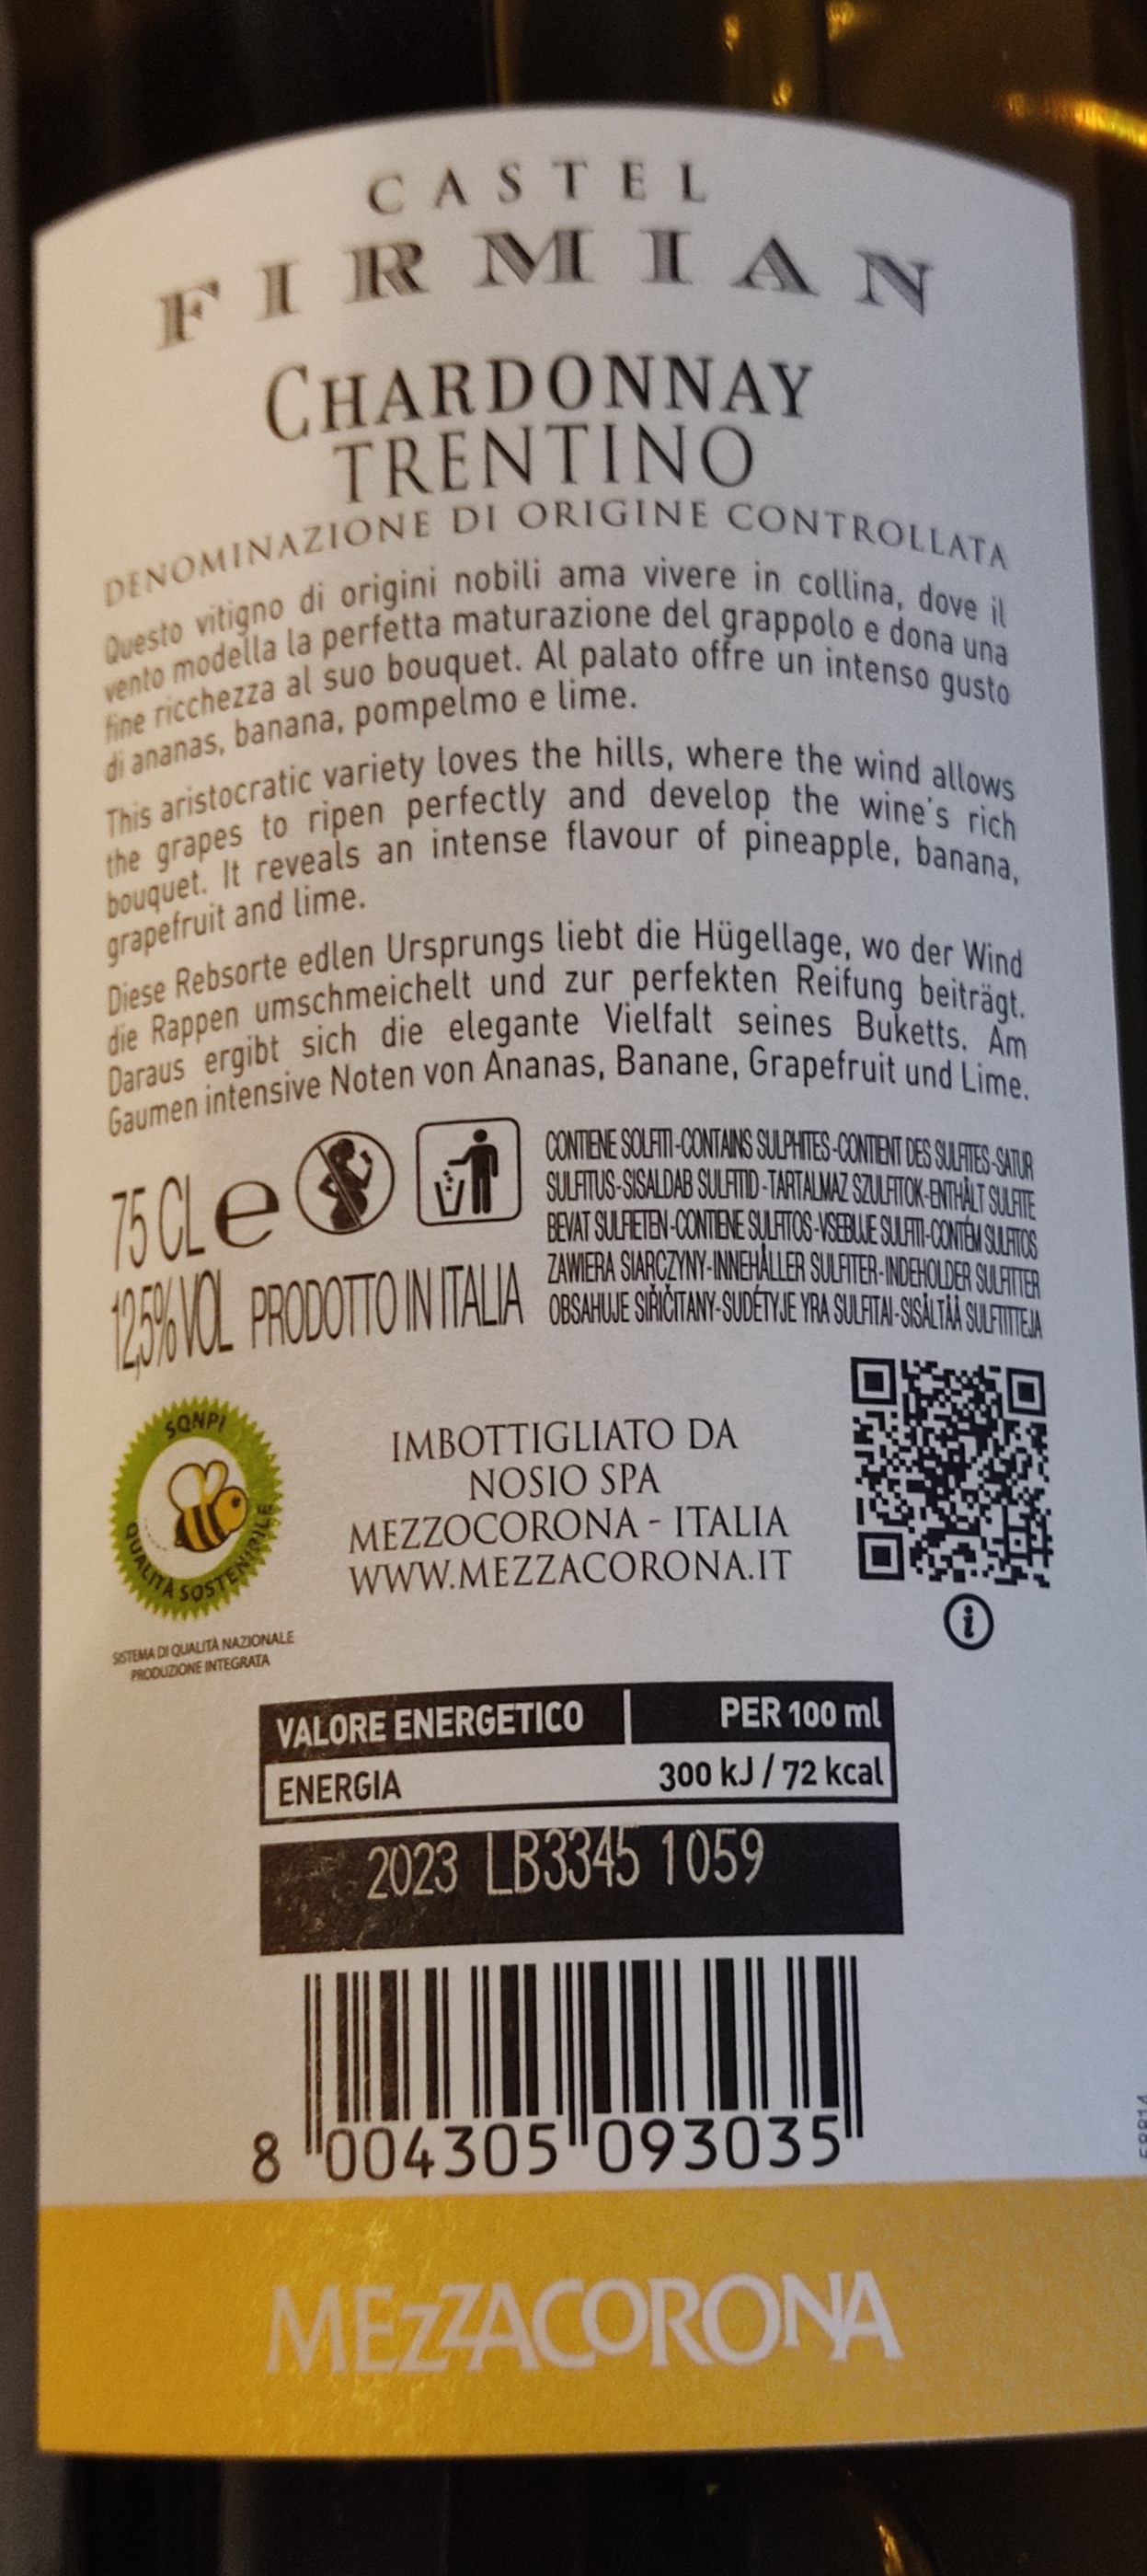 CASTEL
FIRMIAN
CHARDONNAY
TRENTINO
DENOMINAZIONE DI ORIGINE CONTROLLATA
Questo vitigno di origini nobili ama vivere in collina, dove il
vento modella la perfetta maturazione del grappolo e dona una
fine ricchezza al suo bouquet. Al palato offre un intenso gusto
di ananas, banana, pompelmo e lime.
This aristocratic variety loves the hills, where the wind allows
the grapes to ripen perfectly and develop the wine's rich
bouquet. It reveals an intense flavour of pineapple, banana,
grapefruit and lime.
Diese Rebsorte edlen Ursprungs liebt die Hügellage, wo der Wind
die Rappen umschmeichelt und zur perfekten Reifung beiträgt.
Daraus ergibt sich die elegante Vielfalt seines Buketts. Am
Gaumen intensive Noten von Ananas, Banane, Grapefruit und Lime.
75 CL e
12,5% VOL PRODOTTO IN ITALIA
CONTIENE SOLFITI-CONTAINS SULPHITES-CONTIENT DES SULFITES-SATUR
SULFITUS-SISALDAB SULFITID-TARTALMAZ SZULFITOK-ENTHÄLT SULFITE
BEVAT SULFIETEN-CONTIENE SULFITOS-VSEBUJE SULFITI-CONTÉM SULFITOS
ZAWIERA SIARCZYNY-INNEHÅLLER SULFITER-INDEHOLDER SULFITTER
OBSAHUJE SIŘIČITANY-SUDĖTYJE YRA SULFITAI-SISÄLTÄÄ SULFIITTEJA
SQNPI
QUALITÀ SOSTENIBILE
SISTEMA DI QUALITÀ NAZIONALE
PRODUZIONE INTEGRATA
IMBOTTIGLIATO DA
NOSIO SPA
MEZZOCORONA - ITALIA
WWW.MEZZACORONA.IT
i
VALORE ENERGETICO | PER 100 ml
ENERGIA 300 kJ / 72 kcal
2023 LB3345 1059
8 004305 093035
MEZZACORONA